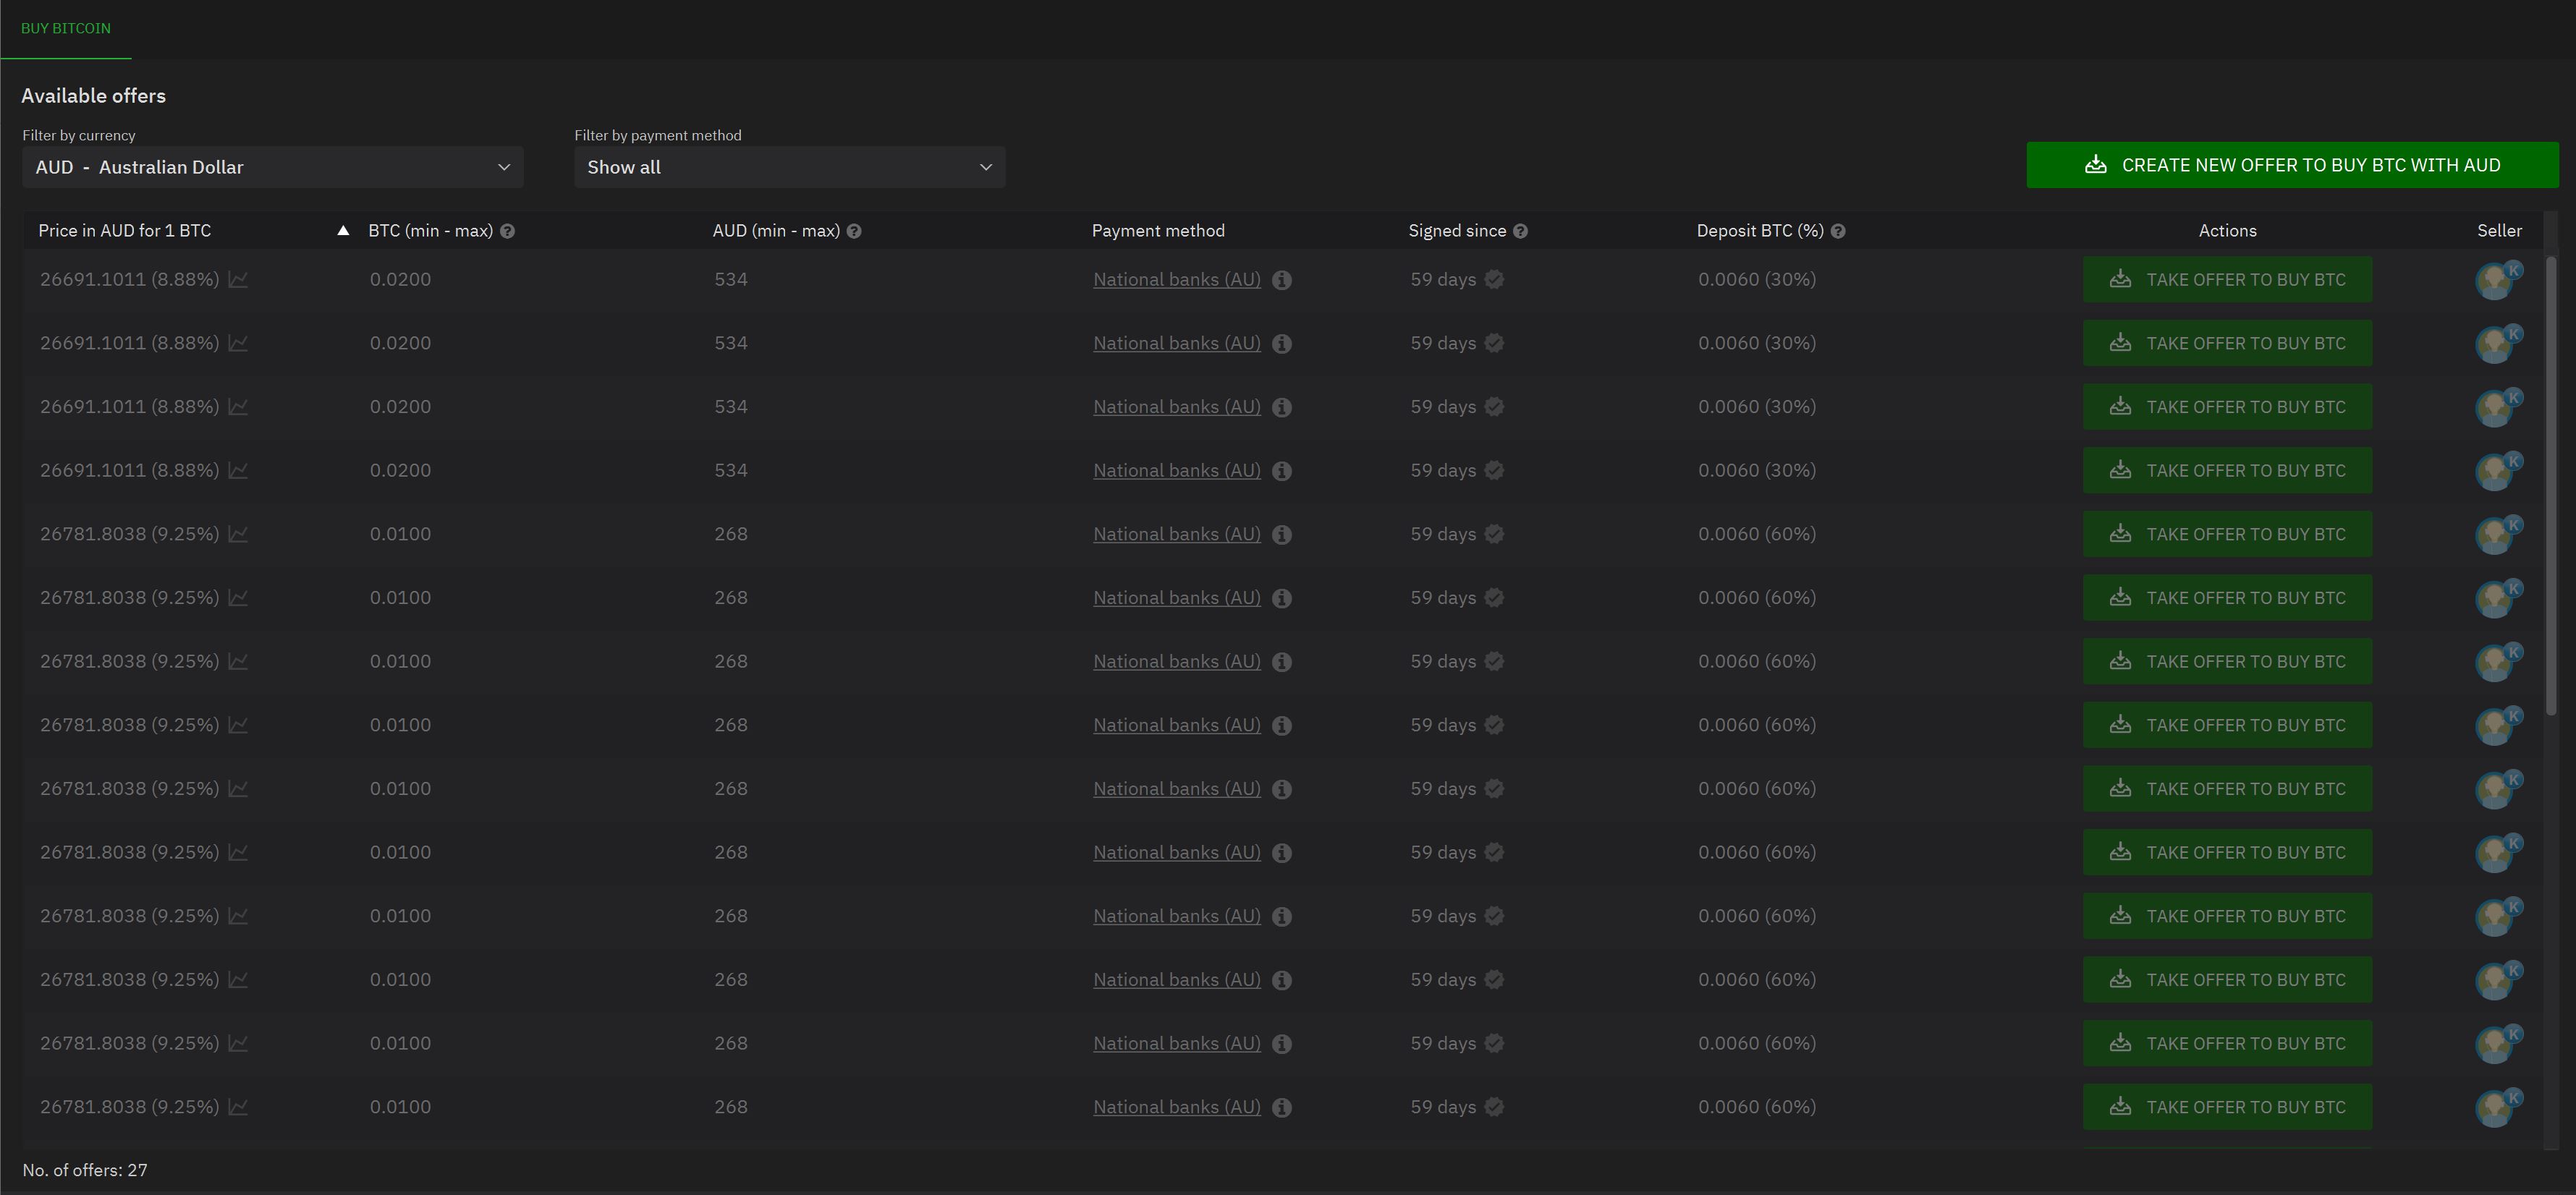 BUY BITCOIN
Available offers
Filter by currency Filter by payment method
AUD - Australian Dollar Show all CREATE NEW OFFER TO BUY BTC WITH AUD
Price in AUD for 1 BTC BTC (min - max) AUD (min - max) Payment method Signed since Deposit BTC (%) Actions Seller
26691.1011 (8.88%) 0.0200 534 National banks (AU) 59 days 0.0060 (30%) TAKE OFFER TO BUY BTC K
26691.1011 (8.88%) 0.0200 534 National banks (AU) 59 days 0.0060 (30%) TAKE OFFER TO BUY BTC K
26691.1011 (8.88%) 0.0200 534 National banks (AU) 59 days 0.0060 (30%) TAKE OFFER TO BUY BTC K
26691.1011 (8.88%) 0.0200 534 National banks (AU) 59 days 0.0060 (30%) TAKE OFFER TO BUY BTC K
26781.8038 (9.25%) 0.0100 268 National banks (AU) 59 days 0.0060 (60%) TAKE OFFER TO BUY BTC K
26781.8038 (9.25%) 0.0100 268 National banks (AU) 59 days 0.0060 (60%) TAKE OFFER TO BUY BTC K
26781.8038 (9.25%) 0.0100 268 National banks (AU) 59 days 0.0060 (60%) TAKE OFFER TO BUY BTC K
26781.8038 (9.25%) 0.0100 268 National banks (AU) 59 days 0.0060 (60%) TAKE OFFER TO BUY BTC K
26781.8038 (9.25%) 0.0100 268 National banks (AU) 59 days 0.0060 (60%) TAKE OFFER TO BUY BTC K
26781.8038 (9.25%) 0.0100 268 National banks (AU) 59 days 0.0060 (60%) TAKE OFFER TO BUY BTC K
26781.8038 (9.25%) 0.0100 268 National banks (AU) 59 days 0.0060 (60%) TAKE OFFER TO BUY BTC K
26781.8038 (9.25%) 0.0100 268 National banks (AU) 59 days 0.0060 (60%) TAKE OFFER TO BUY BTC K
26781.8038 (9.25%) 0.0100 268 National banks (AU) 59 days 0.0060 (60%) TAKE OFFER TO BUY BTC K
26781.8038 (9.25%) 0.0100 268 National banks (AU) 59 days 0.0060 (60%) TAKE OFFER TO BUY BTC K
No. of offers: 27